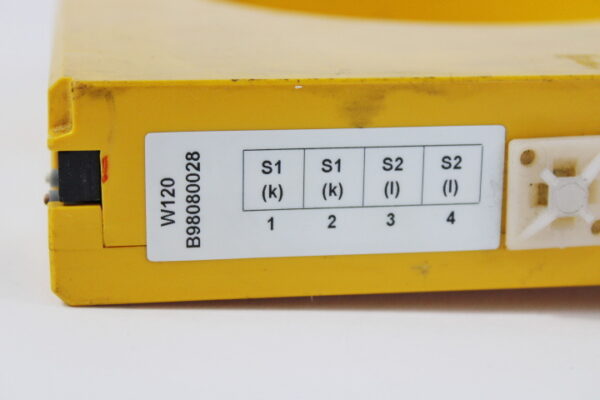 W120
B98080028
S1 S1 S2 S2
(k) (k) (l) (l)
1 2 3 4